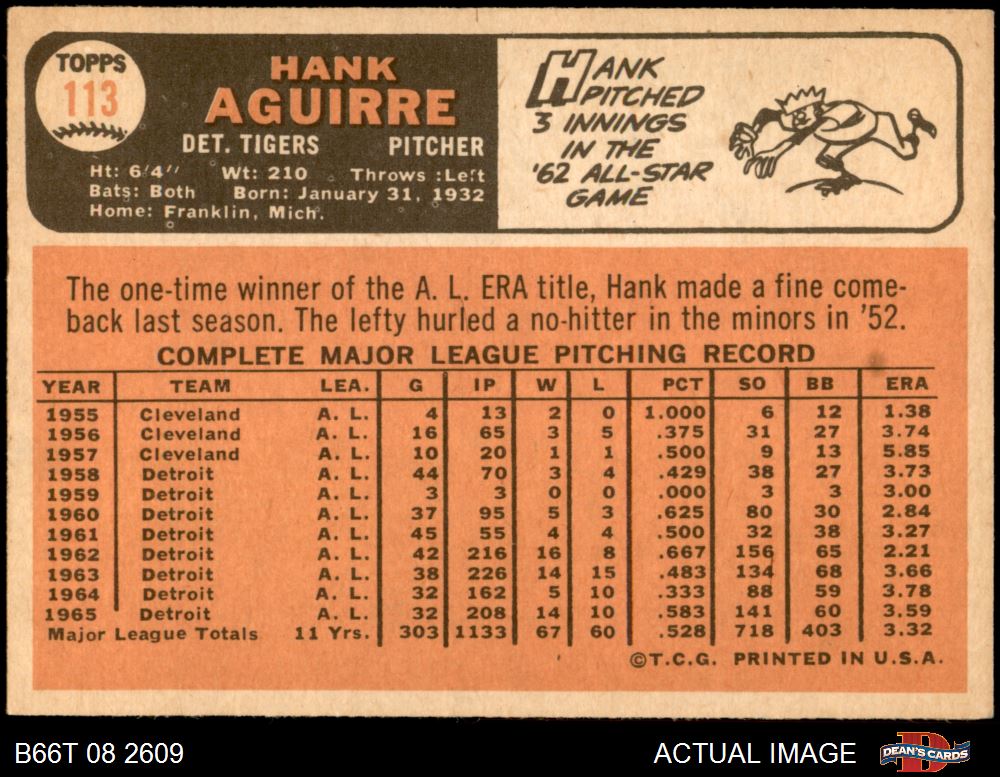 TOPPS
113
HANK
AGUIRRE
DET. TIGERS PITCHER
Ht: 6'4" Wt: 210 Throws :Left
Bats: Both Born: January 31, 1932
Home: Franklin, Mich.
HANK
PITCHED
3 INNINGS
IN THE
'62 ALL-STAR
GAME
The one-time winner of the A. L. ERA title, Hank made a fine come-
back last season. The lefty hurled a no-hitter in the minors in '52.
COMPLETE MAJOR LEAGUE PITCHING RECORD
YEAR TEAM LEA. G IP W L PCT SO BB ERA
1955 Cleveland A. L. 4 13 2 0 1.000 6 12 1.38
1956 Cleveland A. L. 16 65 3 5 .375 31 27 3.74
1957 Cleveland A. L. 10 20 1 1 .500 9 13 5.85
1958 Detroit A. L. 44 70 3 4 .429 38 27 3.73
1959 Detroit A. L. 3 3 0 0 .000 3 3 3.00
1960 Detroit A. L. 37 95 5 3 .625 80 30 2.84
1961 Detroit A. L. 45 55 4 4 .500 32 38 3.27
1962 Detroit A. L. 42 216 16 8 .667 156 65 2.21
1963 Detroit A. L. 38 226 14 15 .483 134 68 3.66
1964 Detroit A. L. 32 162 5 10 .333 88 59 3.78
1965 Detroit A. L. 32 208 14 10 .583 141 60 3.59
Major League Totals 11 Yrs. 303 1133 67 60 .528 718 403 3.32
©T.C.G. PRINTED IN U.S.A.
B66T 08 2609 ACTUAL IMAGE DEAN'S CARDS